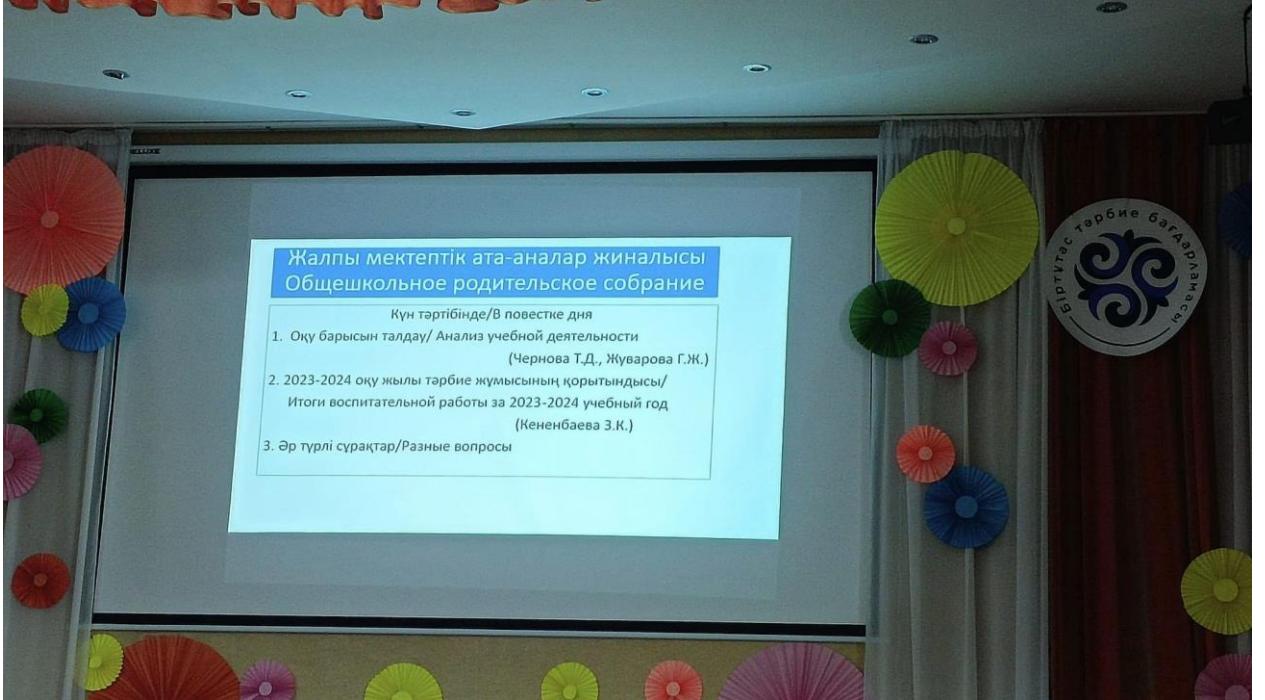 DELUXE
Жалпы мектептік ата-аналар жиналысы
Общешкольное родительское собрание
Күн тәртібінде/В повестке дня
1. Оқу барысын талдау/ Анализ учебной деятельности
(Чернова Т.Д., Жуварова Г.Ж.)
2. 2023-2024 оқу жылы тәрбие жұмысының қорытындысы/
Итоги воспитательной работы за 2023-2024 учебный год
(Кененбаева З.К.)
3. Әр түрлі сұрақтар/Разные вопросы
Біртұтас тәрбие бағдарламасы